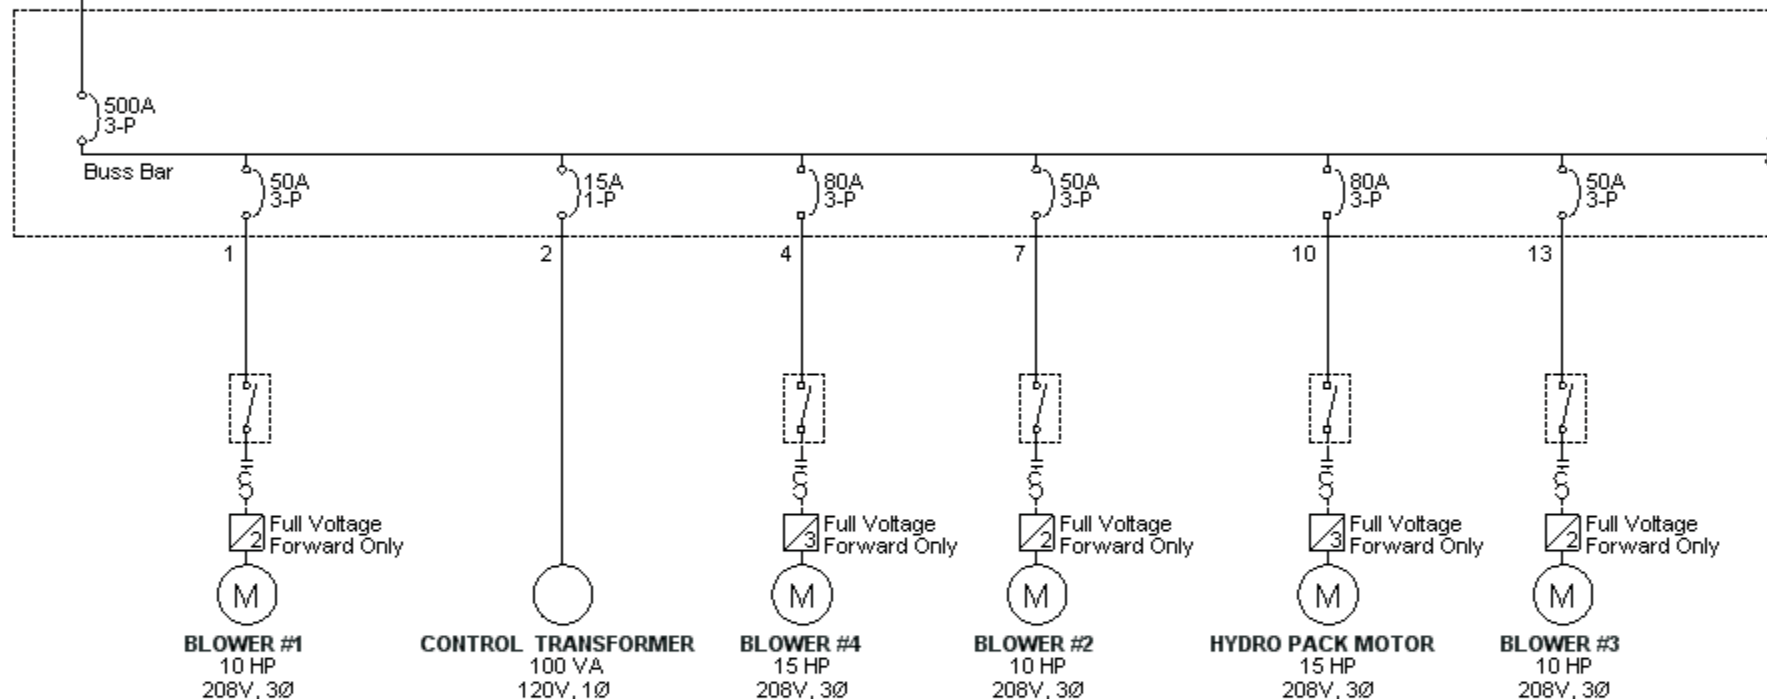 500A
3-P
Buss Bar
50A
3-P
15A
1-P
80A
3-P
50A
3-P
80A
3-P
50A
3-P
1
2
4
7
10
13
2
Full Voltage
Forward Only
3
Full Voltage
Forward Only
2
Full Voltage
Forward Only
3
Full Voltage
Forward Only
2
Full Voltage
Forward Only
M
M
M
M
M
BLOWER #1
10 HP
208V, 3Ø
CONTROL TRANSFORMER
100 VA
120V, 1Ø
BLOWER #4
15 HP
208V, 3Ø
BLOWER #2
10 HP
208V, 3Ø
HYDRO PACK MOTOR
15 HP
208V, 3Ø
BLOWER #3
10 HP
208V, 3Ø